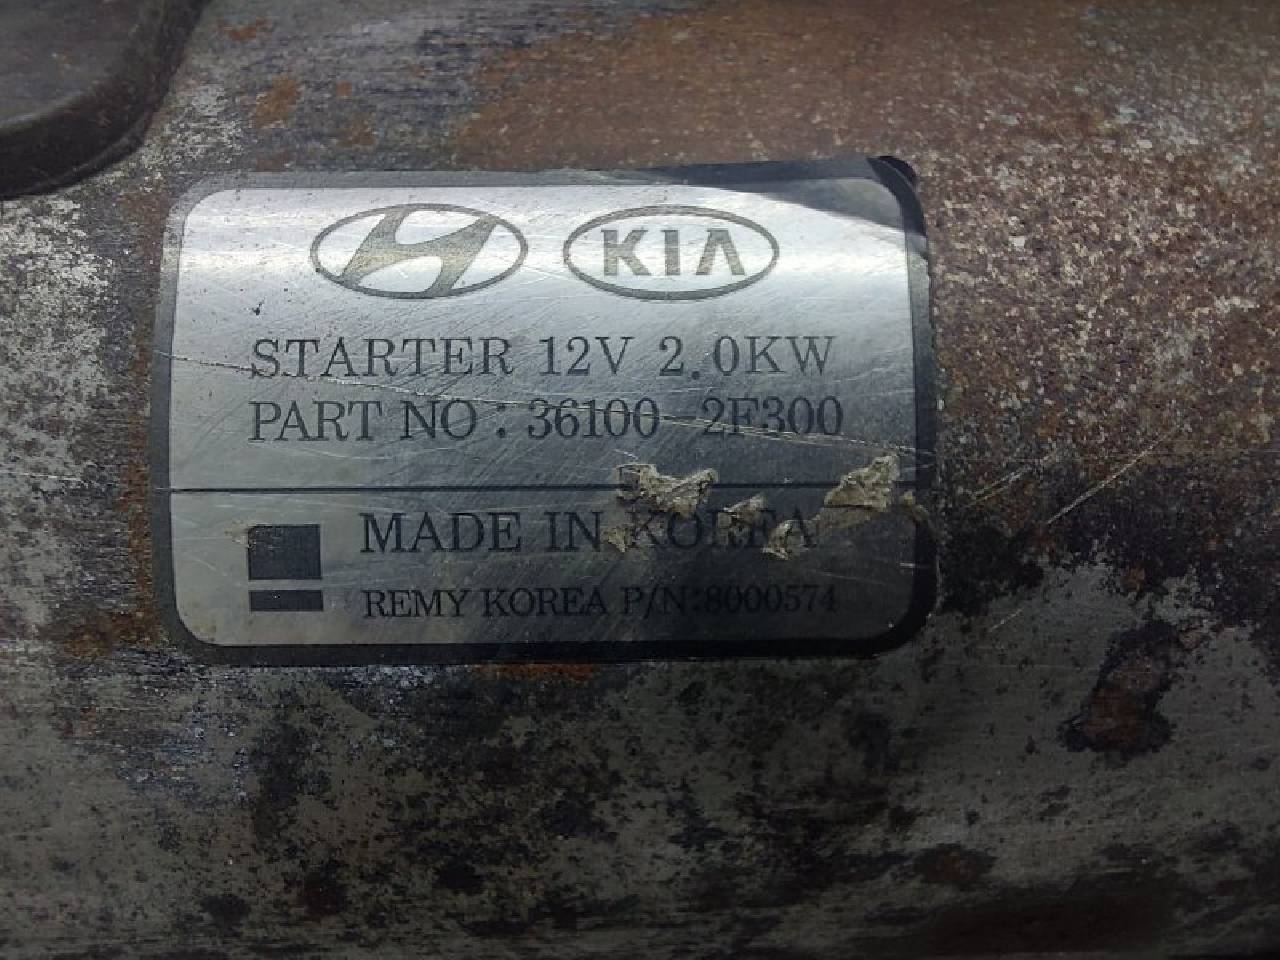 KIA
STARTER 12V 2.0KW
PART NO : 36100-2F300
MADE IN KOREA
REMY KOREA P/N:8000574